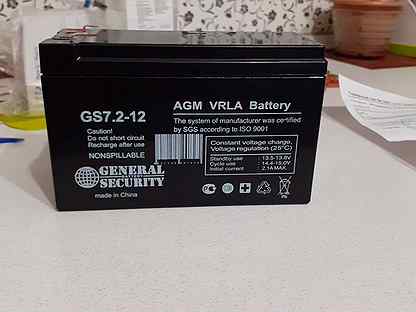 GS7.2-12
Caution!
Do not short circuit
Recharge after use
NONSPILLABLE
GENERAL
SECURITY
made in China
AGM VRLA Battery
The system of manufacturer was certified
by SGS according to ISO 9001
Constant voltage charge,
Voltage regulation (25°C)
Standby use : 13.5-13.8V
Cycle use : 14.4-15.0V
Initial current : 2.1A MAX.
Pb